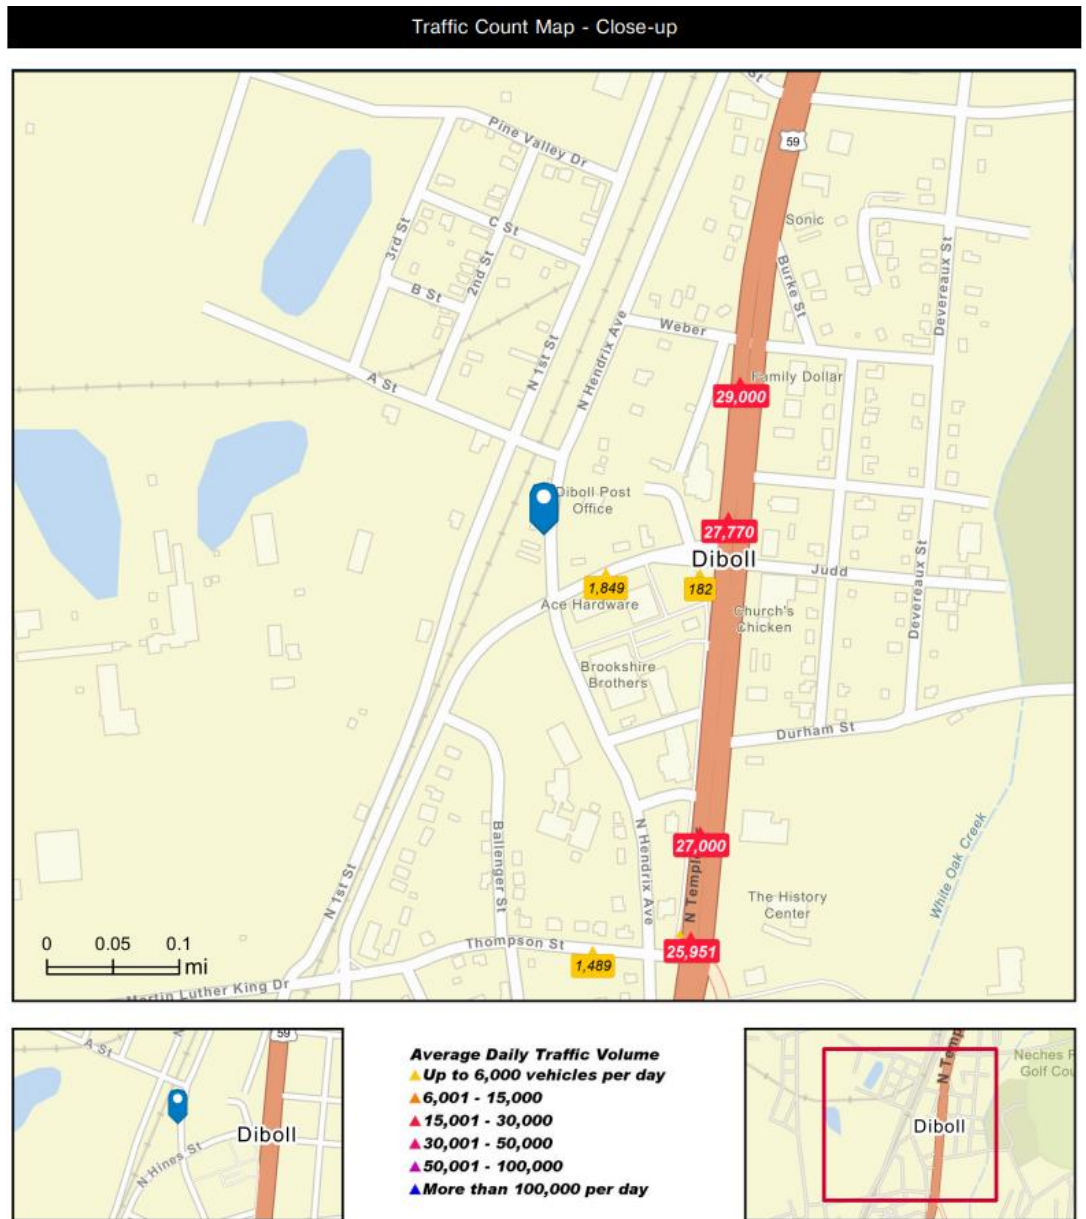 Traffic Count Map - Close-up
St
59
Pine Valley Dr
Sonic
C St
3rd St
2nd St
Burke St
Devereaux St
B St
Weber
N Hendrix Ave
N 1st St
A St
Family Dollar
29,000
Diboll Post
Office
27,770
Diboll
Judd
1,849
182
Ace Hardware
Church's
Chicken
Devereaux St
Brookshire
Brothers
Durham St
Ballenger St
N Hendrix Ave
27,000
N Temple
White Oak Creek
N 1st St
The History
Center
0 0.05 0.1
mi
Thompson St
25,951
1,489
Martin Luther King Dr
A St
N
59
Diboll
N Hines St
Average Daily Traffic Volume
Up to 6,000 vehicles per day
6,001 - 15,000
15,001 - 30,000
30,001 - 50,000
50,001 - 100,000
More than 100,000 per day
N Temp
Neches
Golf Cou
Diboll